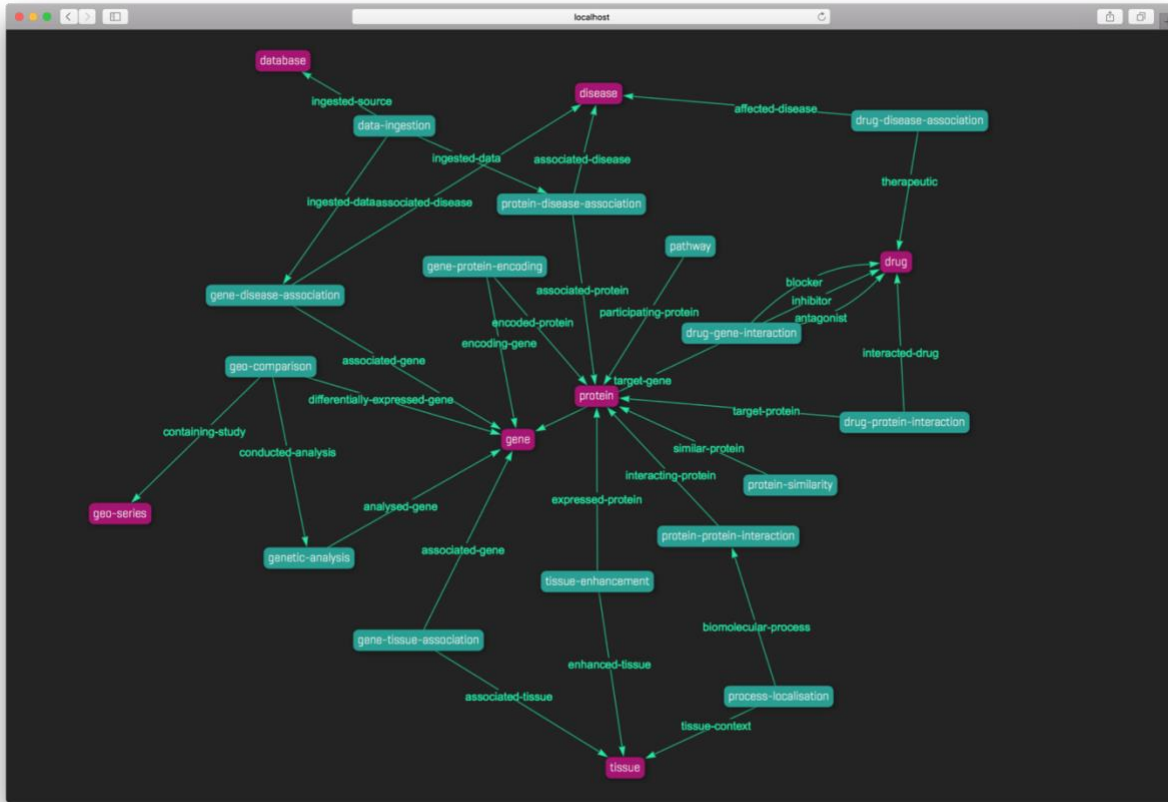 localhost
database
disease
ingested-source
affected-disease
drug-disease-association
data-ingestion
ingested-data
associated-disease
therapeutic
ingested-data
associated-disease
protein-disease-association
pathway
drug
gene-protein-encoding
blocker
gene-disease-association
associated-protein
inhibitor
participating-protein
antagonist
encoded-protein
drug-gene-interaction
encoding-gene
interacted-drug
associated-gene
geo-comparison
target-gene
differentially-expressed-gene
protein
target-protein
drug-protein-interaction
containing-study
gene
conducted-analysis
similar-protein
interacting-protein
protein-similarity
expressed-protein
analysed-gene
geo-series
protein-protein-interaction
associated-gene
genetic-analysis
tissue-enhancement
biomolecular-process
gene-tissue-association
enhanced-tissue
associated-tissue
process-localisation
tissue-context
tissue